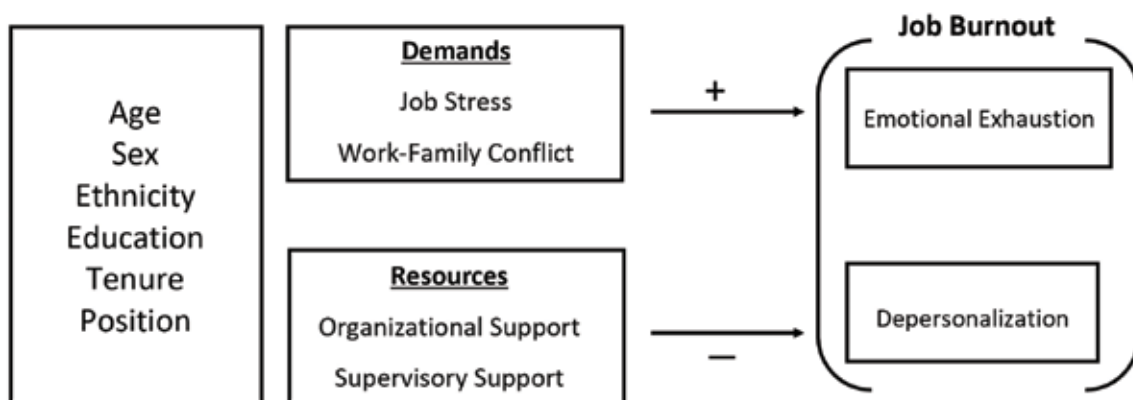 Age
Sex
Ethnicity
Education
Tenure
Position
Demands
Job Stress
Work-Family Conflict
Resources
Organizational Support
Supervisory Support
+
−
Job Burnout
Emotional Exhaustion
Depersonalization